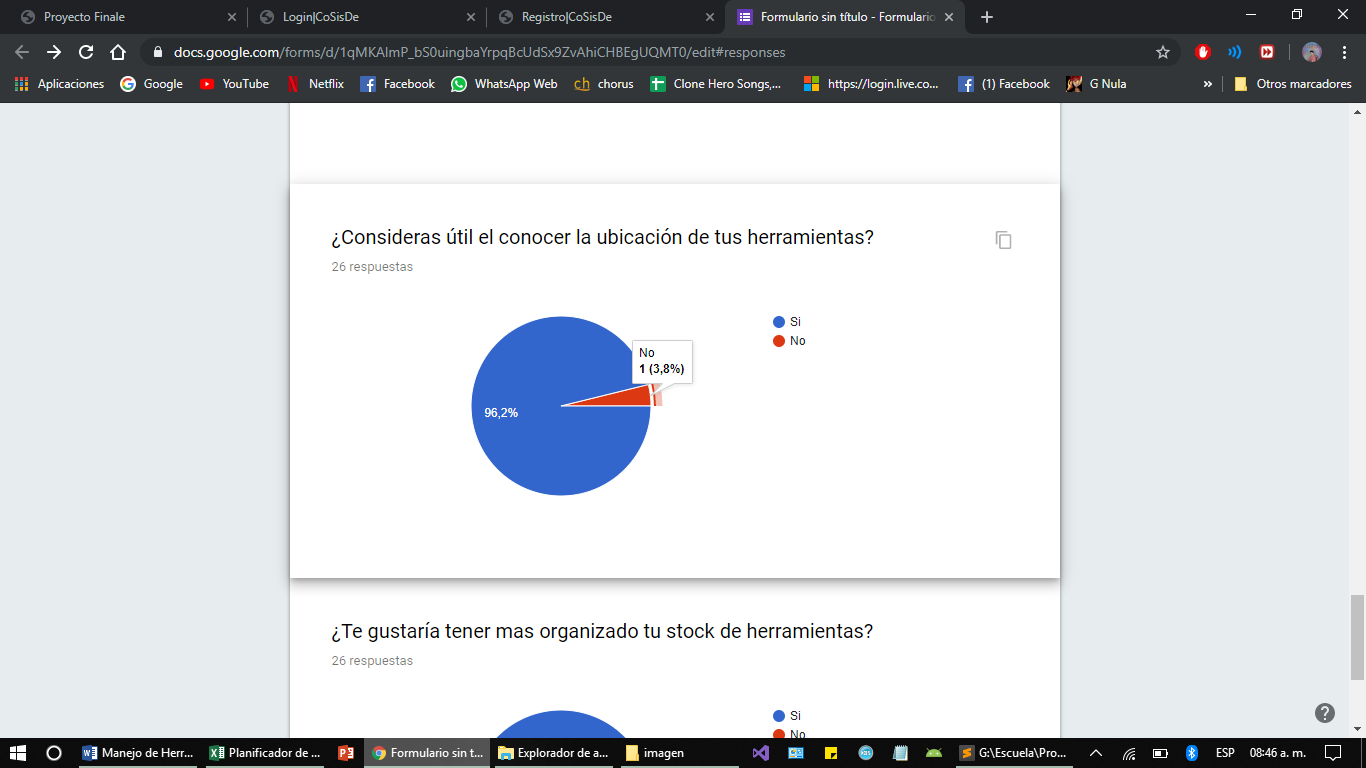 Proyecto Finale
Login|CoSisDe
Registro|CoSisDe
Formulario sin título - Formulario
docs.google.com/forms/d/1qMKAlmP_bS0uingbaYrpqBcUdSx9ZvAhiCHBEgUQMT0/edit#responses
Aplicaciones
Google
YouTube
Netflix
Facebook
WhatsApp Web
chorus
Clone Hero Songs,...
https://login.live.co...
(1) Facebook
G Nula
»
Otros marcadores
¿Consideras útil el conocer la ubicación de tus herramientas?
26 respuestas
Si
No
No
1 (3,8%)
96,2%
¿Te gustaría tener mas organizado tu stock de herramientas?
26 respuestas
Si
No
Manejo de Herr...
Planificador de ...
Formulario sin t...
Explorador de a...
imagen
G:\Escuela\Pro...
ESP
08:46 a. m.